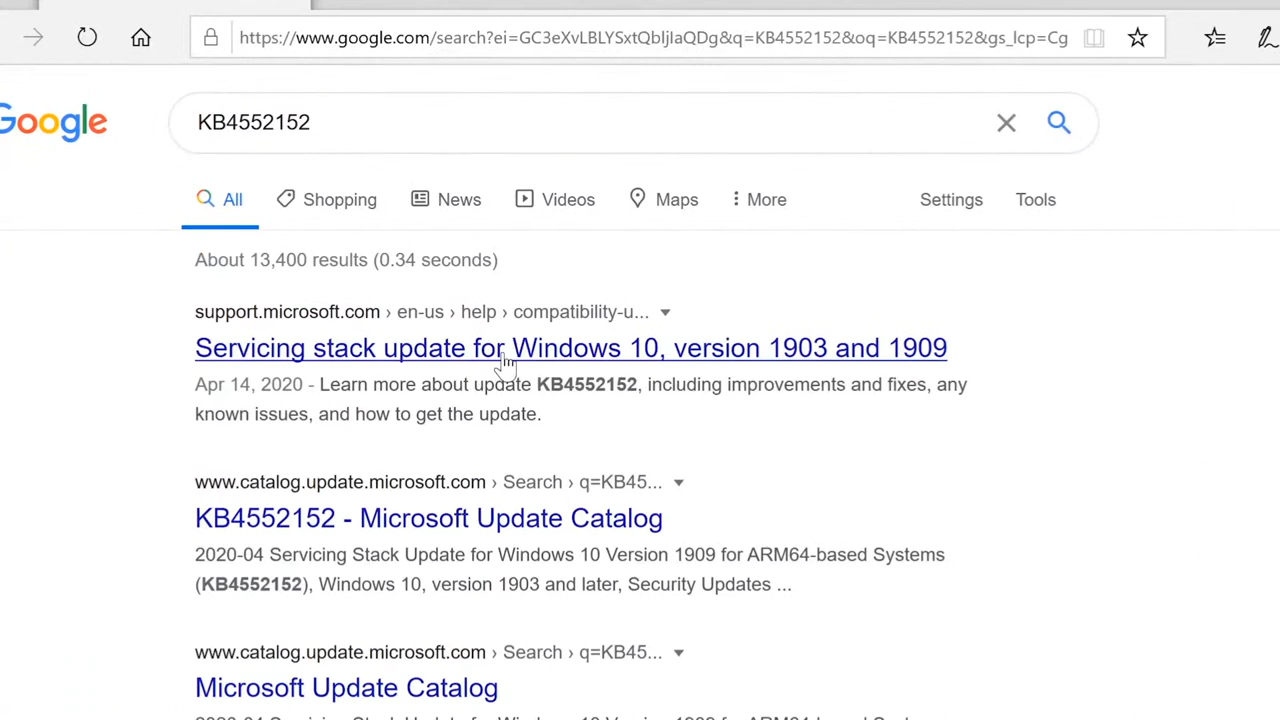 https://www.google.com/search?ei=GC3eXvLBLYSxtQbljIaQDg&q=KB4552152&oq=KB4552152&gs_lcp=Cg
Google
KB4552152
All Shopping News Videos Maps More Settings Tools
About 13,400 results (0.34 seconds)
support.microsoft.com › en-us › help › compatibility-u...
Servicing stack update for Windows 10, version 1903 and 1909
Apr 14, 2020 - Learn more about update KB4552152, including improvements and fixes, any
known issues, and how to get the update.
www.catalog.update.microsoft.com › Search › q=KB45...
KB4552152 - Microsoft Update Catalog
2020-04 Servicing Stack Update for Windows 10 Version 1909 for ARM64-based Systems
(KB4552152), Windows 10, version 1903 and later, Security Updates ...
www.catalog.update.microsoft.com › Search › q=KB45...
Microsoft Update Catalog